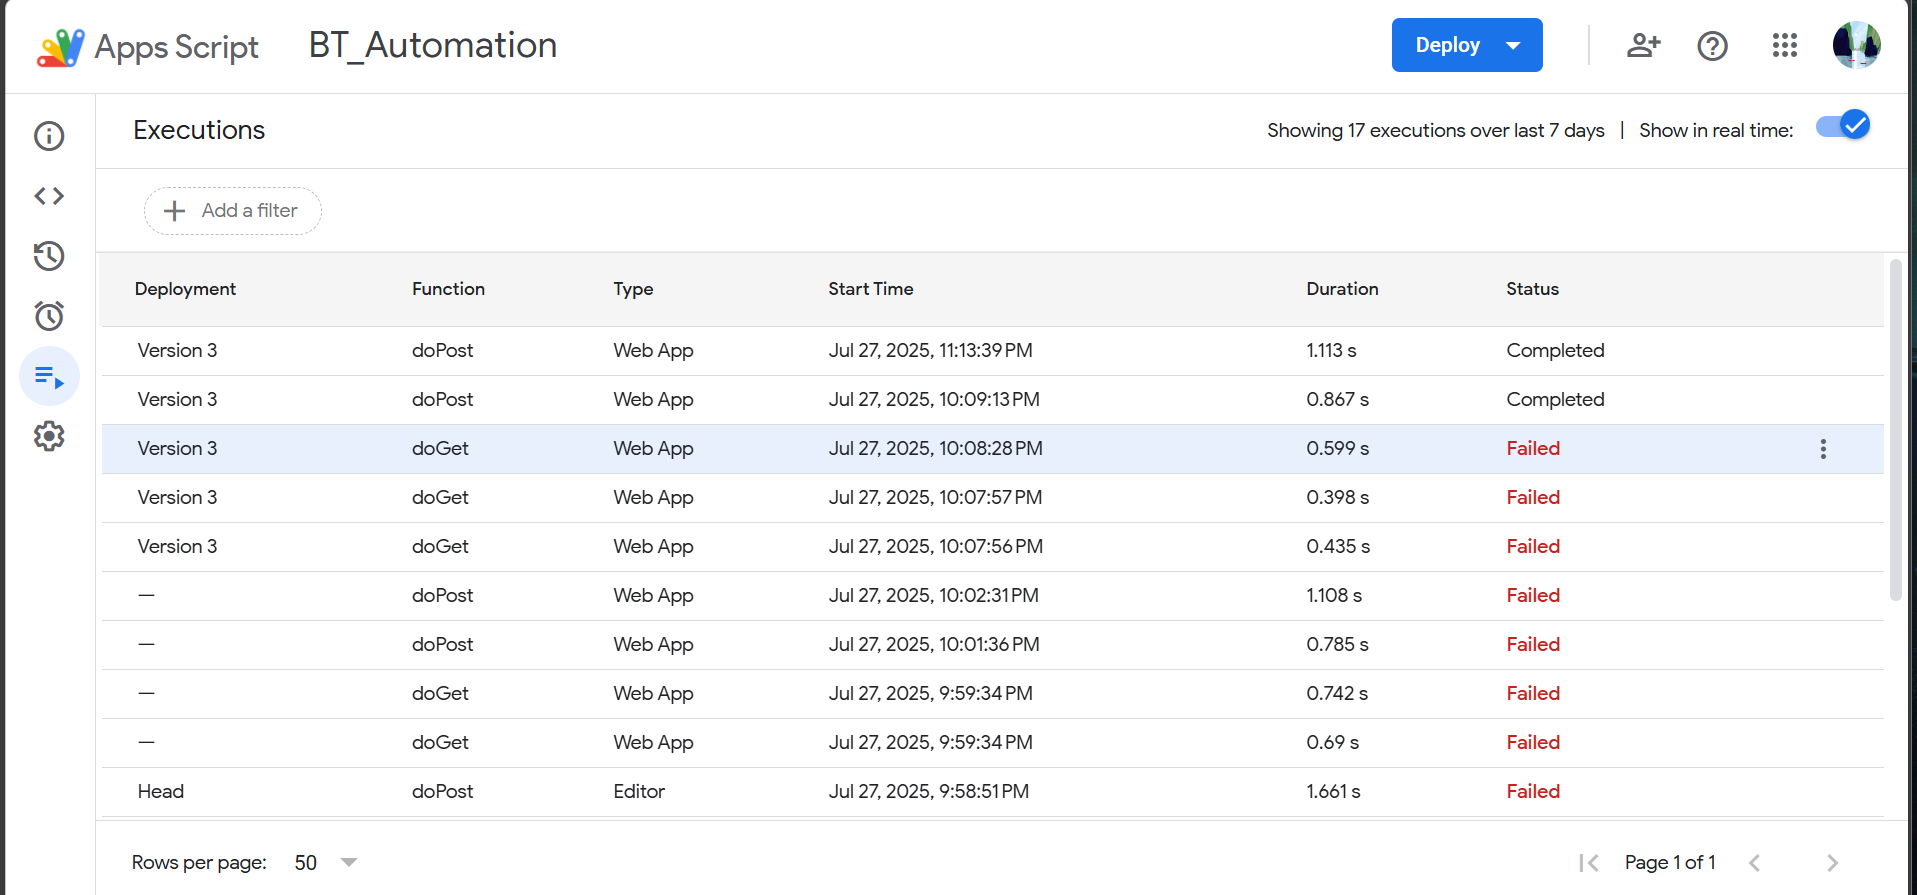 Apps Script BT_Automation Deploy
Executions Showing 17 executions over last 7 days | Show in real time:
Add a filter
Deployment Function Type Start Time Duration Status
Version 3 doPost Web App Jul 27, 2025, 11:13:39 PM 1.113 s Completed
Version 3 doPost Web App Jul 27, 2025, 10:09:13 PM 0.867 s Completed
Version 3 doGet Web App Jul 27, 2025, 10:08:28 PM 0.599 s Failed
Version 3 doGet Web App Jul 27, 2025, 10:07:57 PM 0.398 s Failed
Version 3 doGet Web App Jul 27, 2025, 10:07:56 PM 0.435 s Failed
— doPost Web App Jul 27, 2025, 10:02:31 PM 1.108 s Failed
— doPost Web App Jul 27, 2025, 10:01:36 PM 0.785 s Failed
— doGet Web App Jul 27, 2025, 9:59:34 PM 0.742 s Failed
— doGet Web App Jul 27, 2025, 9:59:34 PM 0.69 s Failed
Head doPost Editor Jul 27, 2025, 9:58:51 PM 1.661 s Failed
Rows per page: 50 Page 1 of 1